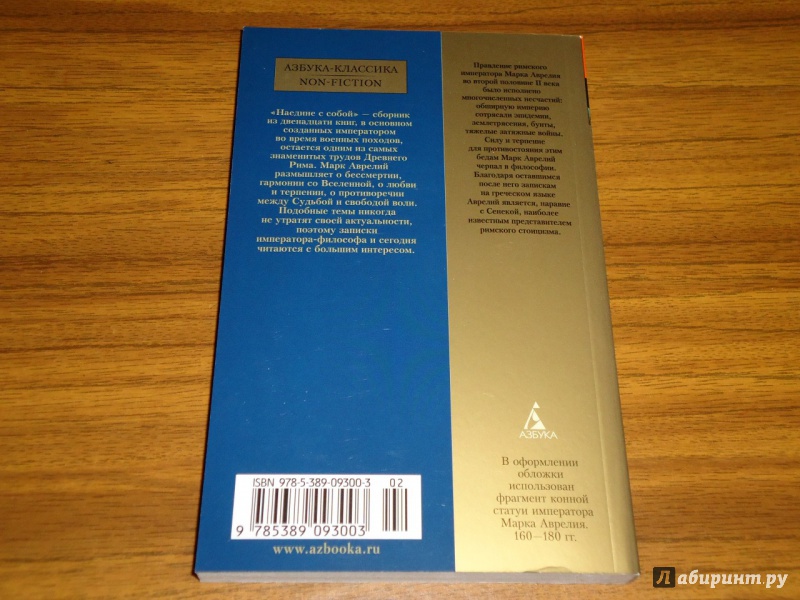 АЗБУКА-КЛАССИКА
NON-FICTION
«Наедине с собой» — сборник
из двенадцати книг, в основном
созданных императором
во время военных походов,
остается одним из самых
знаменитых трудов Древнего
Рима. Марк Аврелий
размышляет о бессмертии,
гармонии со Вселенной, о любви
и терпении, о противоречии
между Судьбой и свободой воли.
Подобные темы никогда
не утратят своей актуальности,
поэтому записки
императора-философа и сегодня
читаются с большим интересом.
ISBN 978-5-389-09300-3
02
9 785389 093003
www.azbooka.ru
Правление римского
императора Марка Аврелия
во второй половине II века
было исполнено
многочисленных несчастий:
обширную империю
сотрясали эпидемии,
землетрясения, бунты,
тяжелые затяжные войны.
Силу и терпение
для противостояния этим
бедам Марк Аврелий
черпал в философии.
Благодаря оставшимся
после него запискам
на греческом языке
Аврелий является, наравне
с Сенекой, наиболее
известным представителем
римского стоицизма.
АЗБУКА
В оформлении
обложки
использован
фрагмент конной
статуи императора
Марка Аврелия.
160—180 гг.
Лабиринт.ру